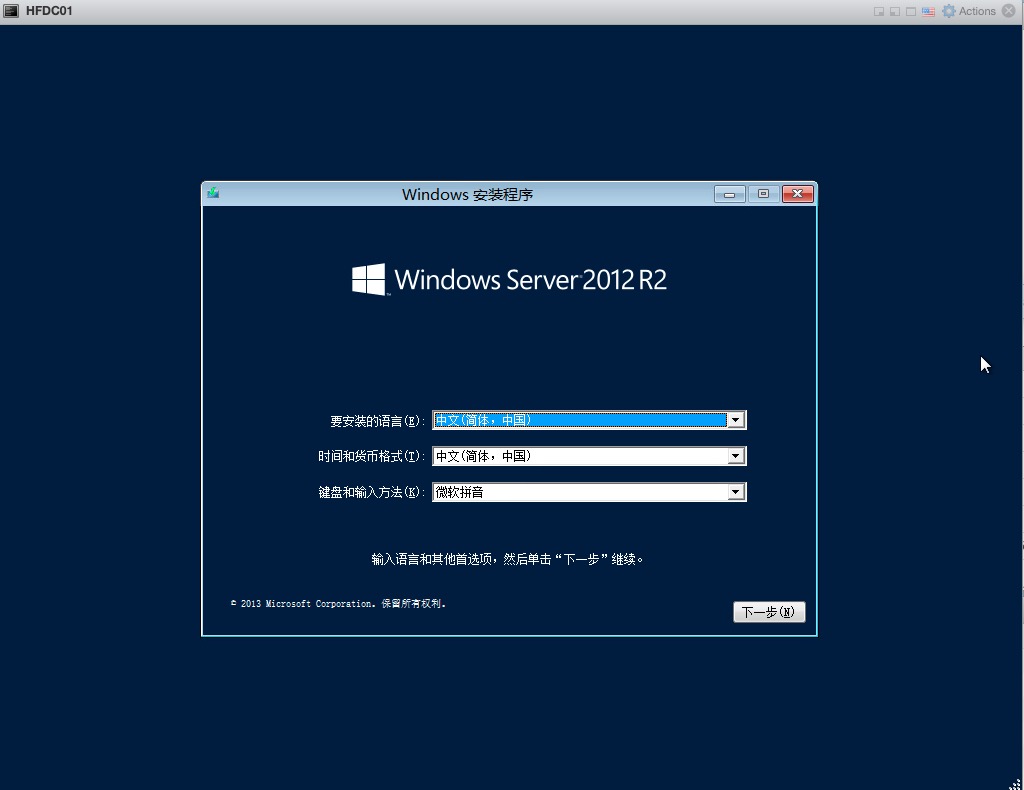 HFDC01
Actions
Windows 安装程序
Windows Server 2012 R2
要安装的语言(E): 中文(简体，中国)
时间和货币格式(T): 中文(简体，中国)
键盘和输入方法(K): 微软拼音
输入语言和其他首选项，然后单击“下一步”继续。
© 2013 Microsoft Corporation。保留所有权利。
下一步(N)